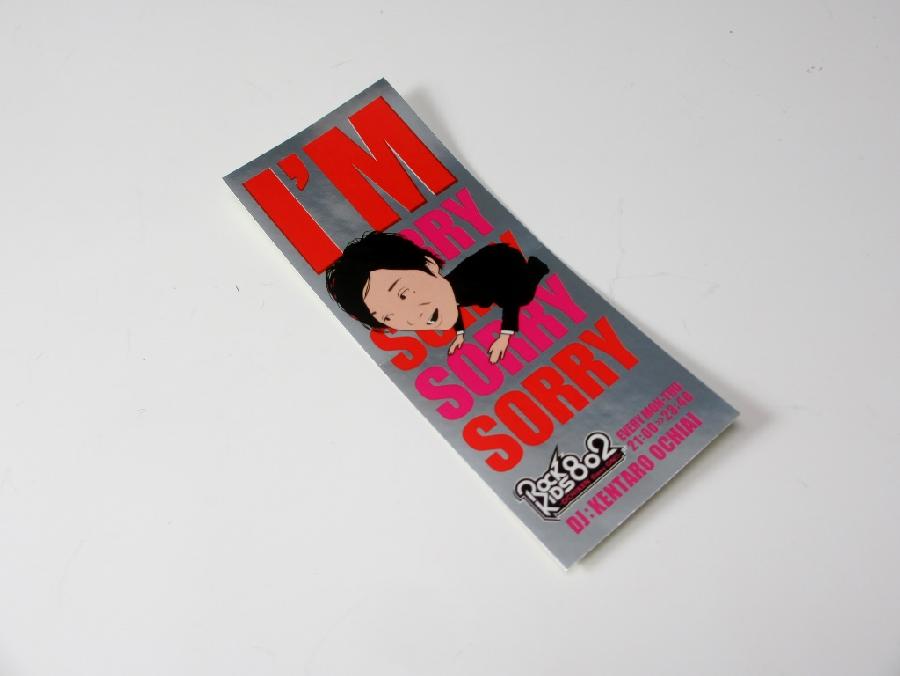 I'M
SORRY
SORRY
SORRY
SORRY
ROCK KIDS 802
EVERY MON-THU
21:00>>23:48
DJ: KENTARO OCHIAI